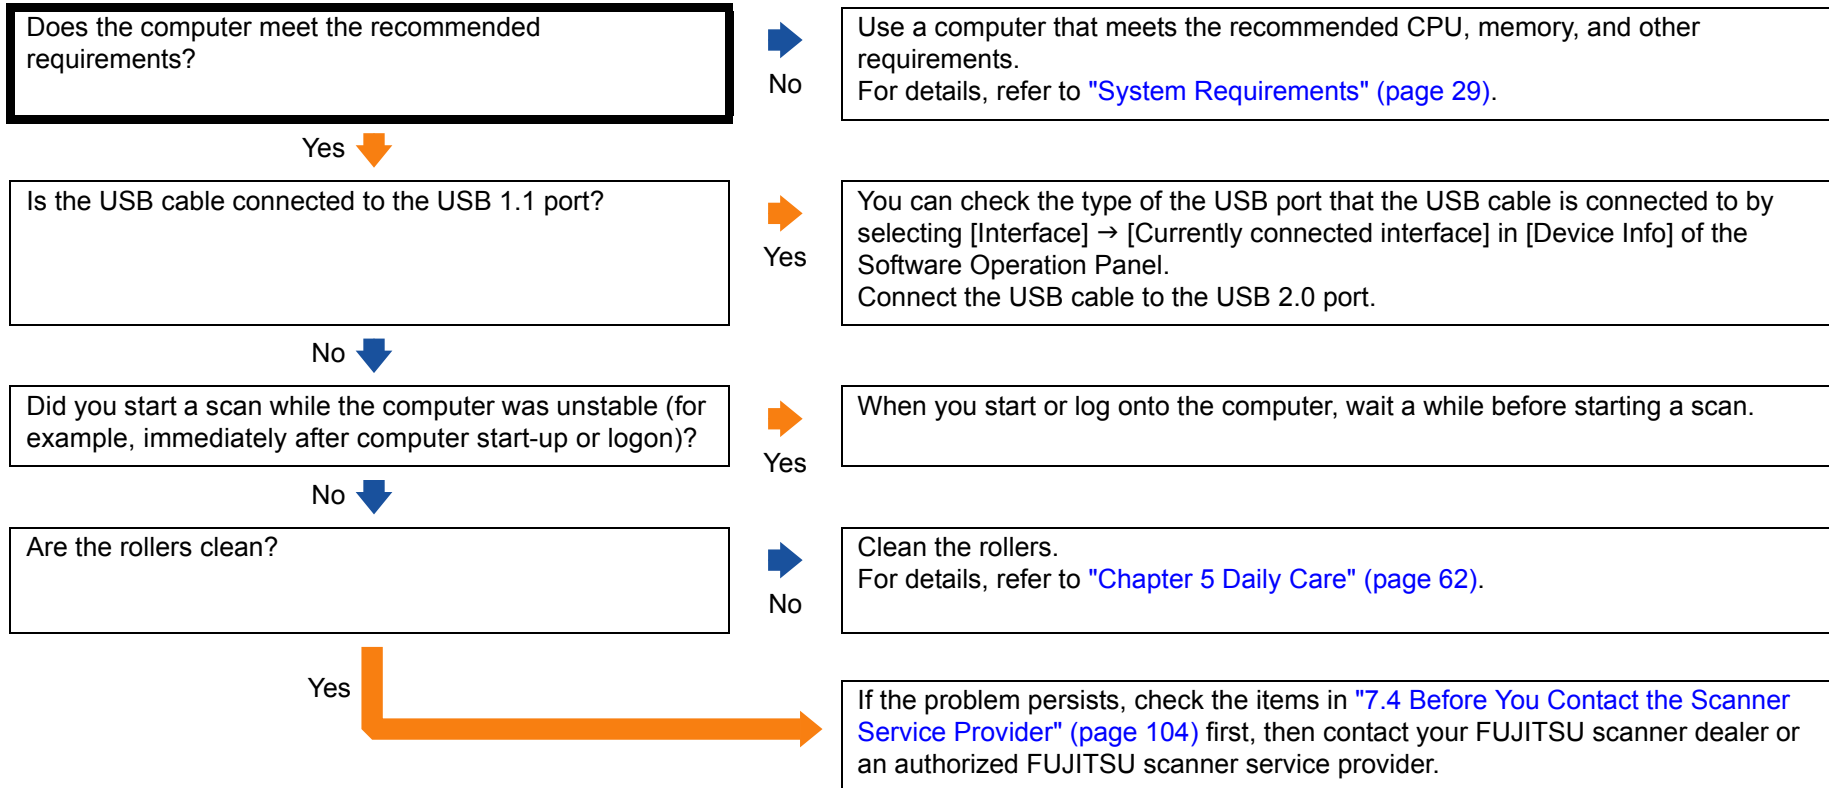 Does the computer meet the recommended
requirements?
No
Use a computer that meets the recommended CPU, memory, and other
requirements.
For details, refer to "System Requirements" (page 29).
Yes
Is the USB cable connected to the USB 1.1 port?
Yes
You can check the type of the USB port that the USB cable is connected to by
selecting [Interface] → [Currently connected interface] in [Device Info] of the
Software Operation Panel.
Connect the USB cable to the USB 2.0 port.
No
Did you start a scan while the computer was unstable (for
example, immediately after computer start-up or logon)?
Yes
When you start or log onto the computer, wait a while before starting a scan.
No
Are the rollers clean?
No
Clean the rollers.
For details, refer to "Chapter 5 Daily Care" (page 62).
Yes
If the problem persists, check the items in "7.4 Before You Contact the Scanner
Service Provider" (page 104) first, then contact your FUJITSU scanner dealer or
an authorized FUJITSU scanner service provider.